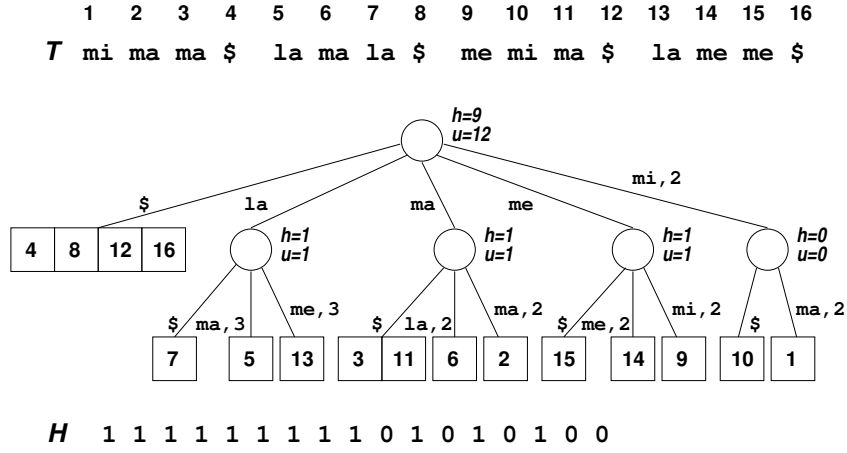 1 2 3 4 5 6 7 8 9 10 11 12 13 14 15 16
T mi ma ma $ la ma la $ me mi ma $ la me me $
h=9
u=12
mi,2
$ la ma me
4 8 12 16
h=1
u=1
h=1
u=1
h=1
u=1
h=0
u=0
$ ma,3 me,3 $ la,2 ma,2 $ me,2 mi,2 $ ma,2
7 5 13 3 11 6 2 15 14 9 10 1
H 1 1 1 1 1 1 1 1 1 0 1 0 1 0 1 0 0